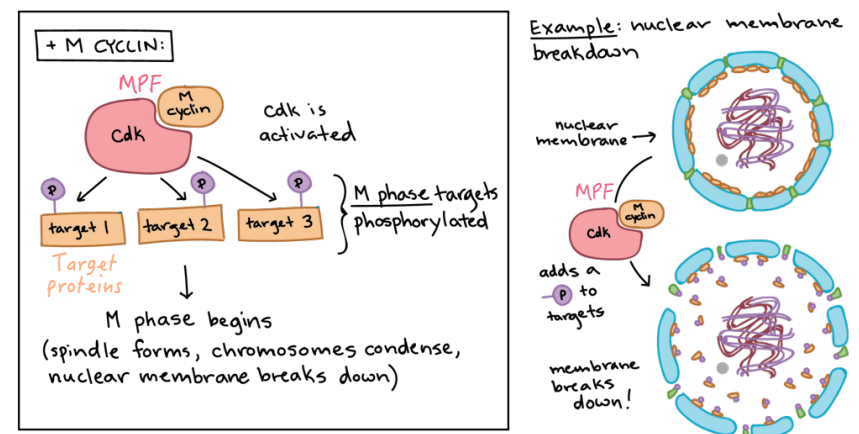 + M CYCLIN:
MPF
M
cyclin
Cdk
Cdk is
activated
P
P
P
target 1
target 2
target 3
M phase targets
phosphorylated
Target
proteins
M phase begins
(spindle forms, chromosomes condense,
nuclear membrane breaks down)
Example: nuclear membrane
breakdown
nuclear
membrane
MPF
M
cyclin
Cdk
adds a
P to
targets
membrane
breaks
down!